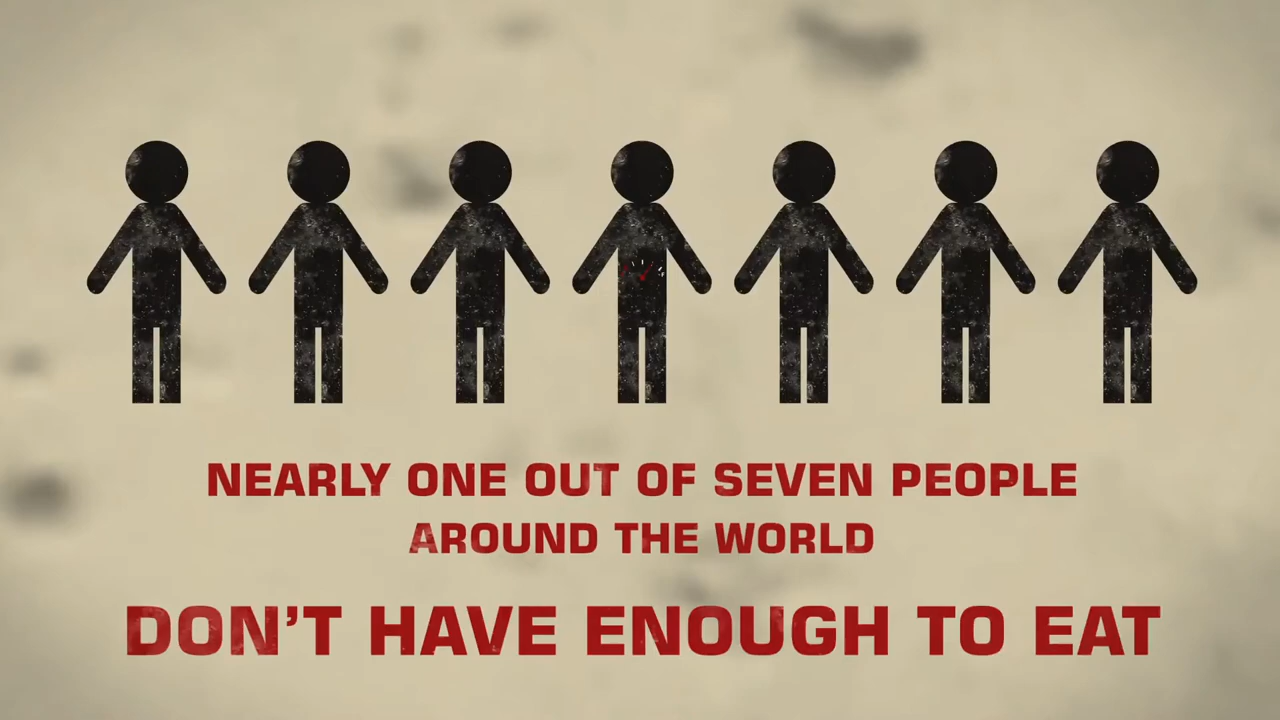 NEARLY ONE OUT OF SEVEN PEOPLE
AROUND THE WORLD
DON'T HAVE ENOUGH TO EAT